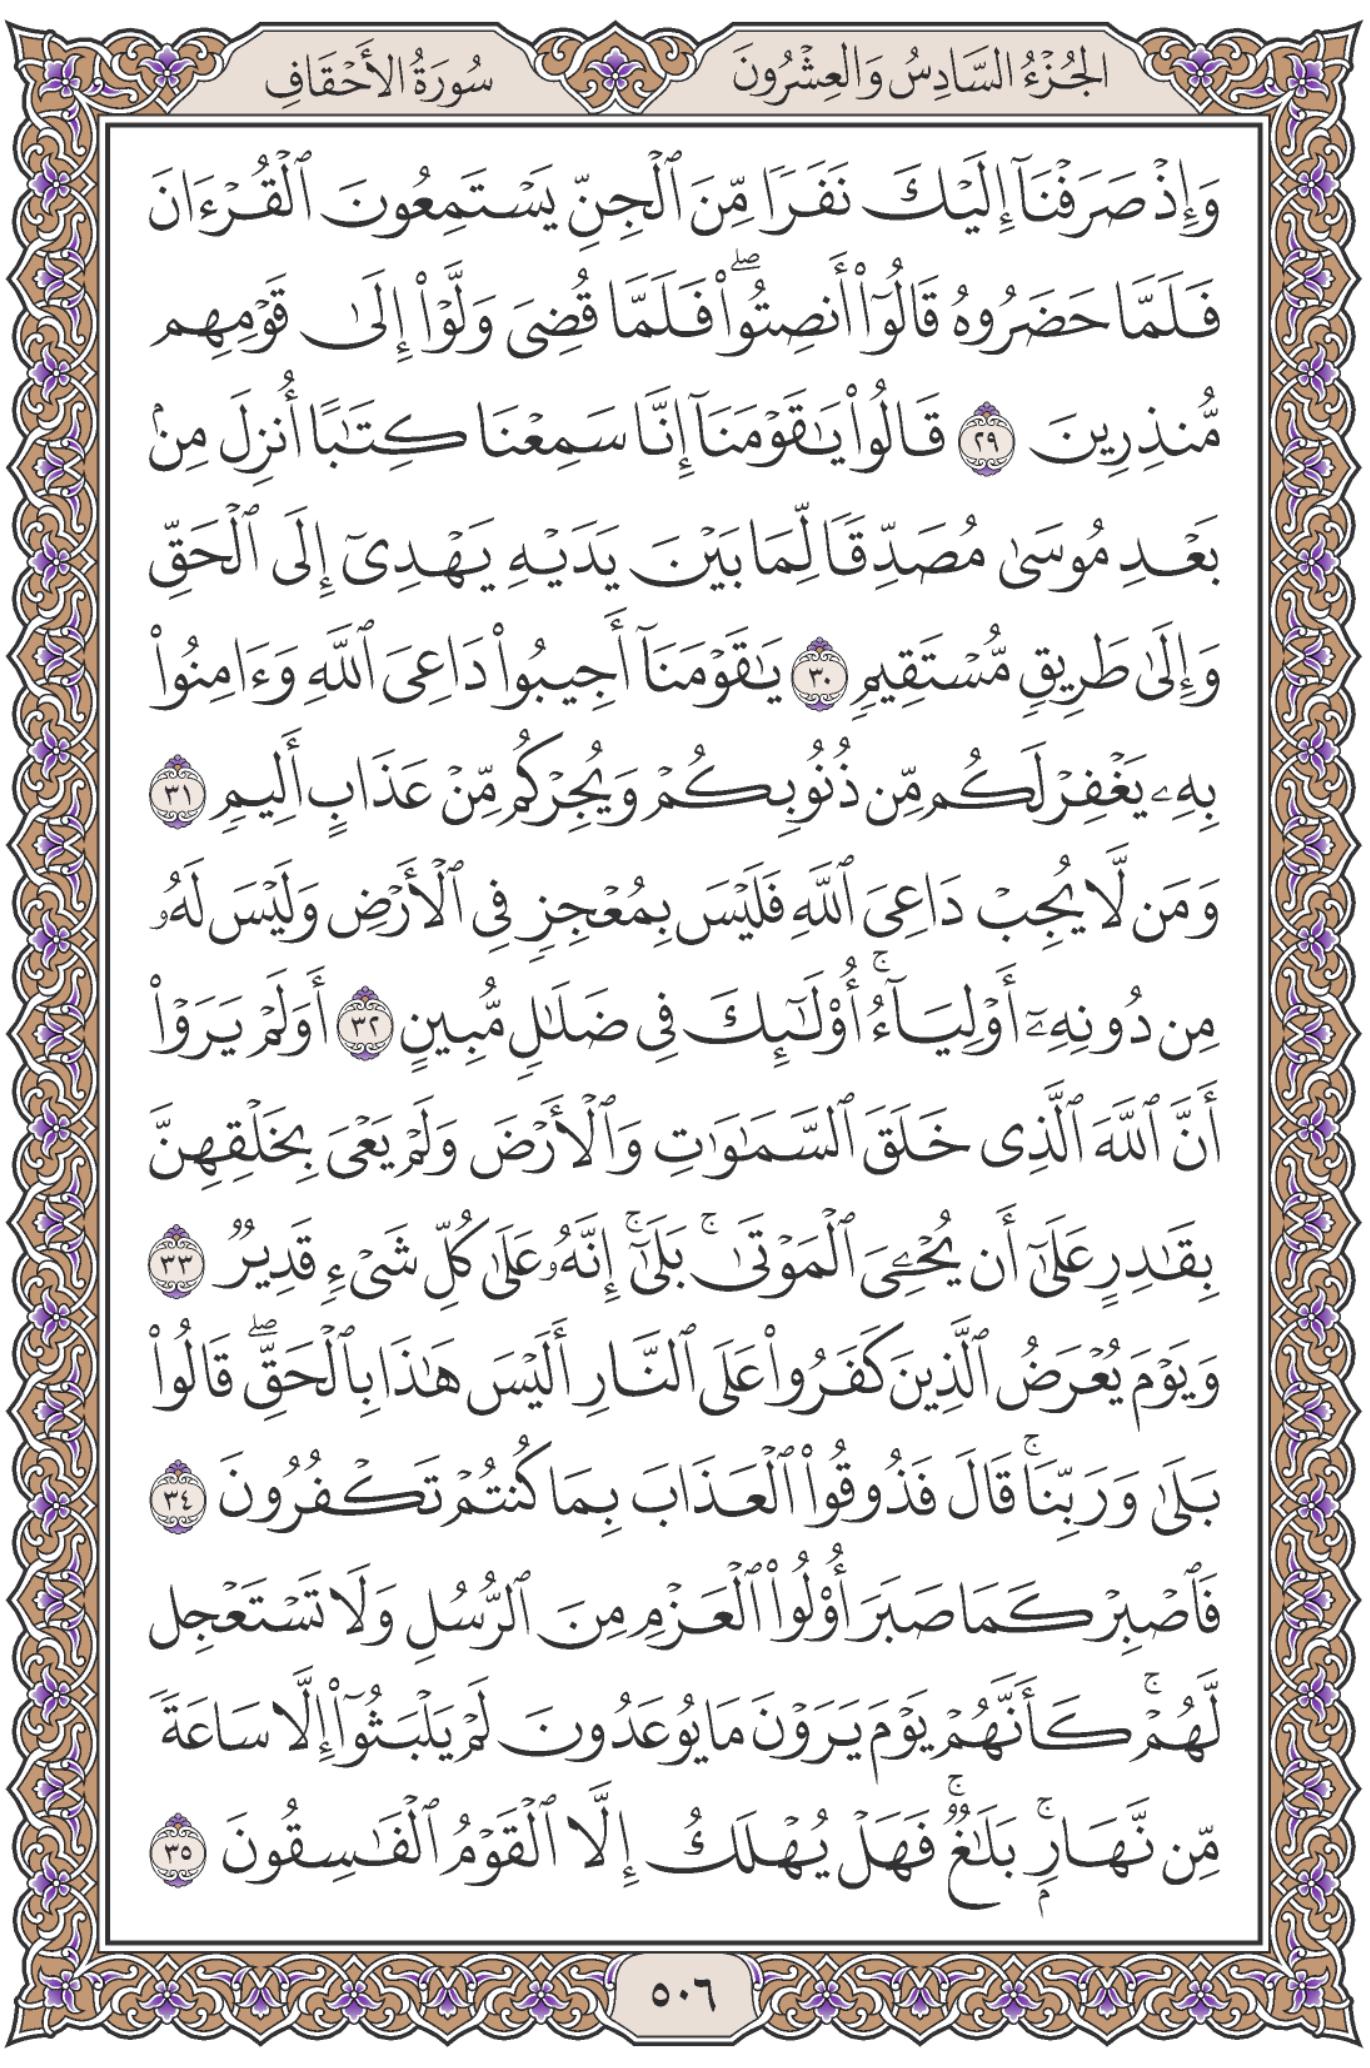 الجُزْءُ السَّادِسُ وَالعِشْرُونَ
سُورَةُ الأَحْقَافِ
وَإِذْ صَرَفْنَآ إِلَيْكَ نَفَرًا مِّنَ ٱلْجِنِّ يَسْتَمِعُونَ ٱلْقُرْءَانَ
فَلَمَّا حَضَرُوهُ قَالُوٓاْ أَنصِتُواْۖ فَلَمَّا قُضِيَ وَلَّوْاْ إِلَىٰ قَوْمِهِم
مُّنذِرِينَ ٢٩ قَالُواْ يَٰقَوْمَنَآ إِنَّا سَمِعْنَا كِتَٰبًا أُنزِلَ مِنۢ
بَعْدِ مُوسَىٰ مُصَدِّقًا لِّمَا بَيْنَ يَدَيْهِ يَهْدِيٓ إِلَى ٱلْحَقِّ
وَإِلَىٰ طَرِيقٍ مُّسْتَقِيمٍ ٣٠ يَٰقَوْمَنَآ أَجِيبُواْ دَاعِيَ ٱللَّهِ وَءَامِنُواْ
بِهِۦ يَغْفِرْ لَكُم مِّن ذُنُوبِكُمْ وَيُجِرْكُم مِّنْ عَذَابٍ أَلِيمٍ ٣١
وَمَن لَّا يُجِبْ دَاعِيَ ٱللَّهِ فَلَيْسَ بِمُعْجِزٍ فِي ٱلْأَرْضِ وَلَيْسَ لَهُۥ
مِن دُونِهِۦٓ أَوْلِيَآءُۚ أُوْلَٰٓئِكَ فِي ضَلَٰلٍ مُّبِينٍ ٣٢ أَوَلَمْ يَرَوْاْ
أَنَّ ٱللَّهَ ٱلَّذِي خَلَقَ ٱلسَّمَٰوَٰتِ وَٱلْأَرْضَ وَلَمْ يَعْيَ بِخَلْقِهِنَّ
بِقَٰدِرٍ عَلَىٰٓ أَن يُحْـِۧيَ ٱلْمَوْتَىٰۚ بَلَىٰٓۚ إِنَّهُۥ عَلَىٰ كُلِّ شَيْءٍ قَدِيرٌ ٣٣
وَيَوْمَ يُعْرَضُ ٱلَّذِينَ كَفَرُواْ عَلَى ٱلنَّارِ أَلَيْسَ هَٰذَا بِٱلْحَقِّۖ قَالُواْ
بَلَىٰ وَرَبِّنَاۚ قَالَ فَذُوقُواْ ٱلْعَذَابَ بِمَا كُنتُمْ تَكْفُرُونَ ٣٤
فَٱصْبِرْ كَمَا صَبَرَ أُوْلُواْ ٱلْعَزْمِ مِنَ ٱلرُّسُلِ وَلَا تَسْتَعْجِل
لَّهُمْۚ كَأَنَّهُمْ يَوْمَ يَرَوْنَ مَا يُوعَدُونَ لَمْ يَلْبَثُوٓاْ إِلَّا سَاعَةً
مِّن نَّهَارٍۭۚ بَلَٰغٌۚ فَهَلْ يُهْلَكُ إِلَّا ٱلْقَوْمُ ٱلْفَٰسِقُونَ ٣٥
٥٠٦